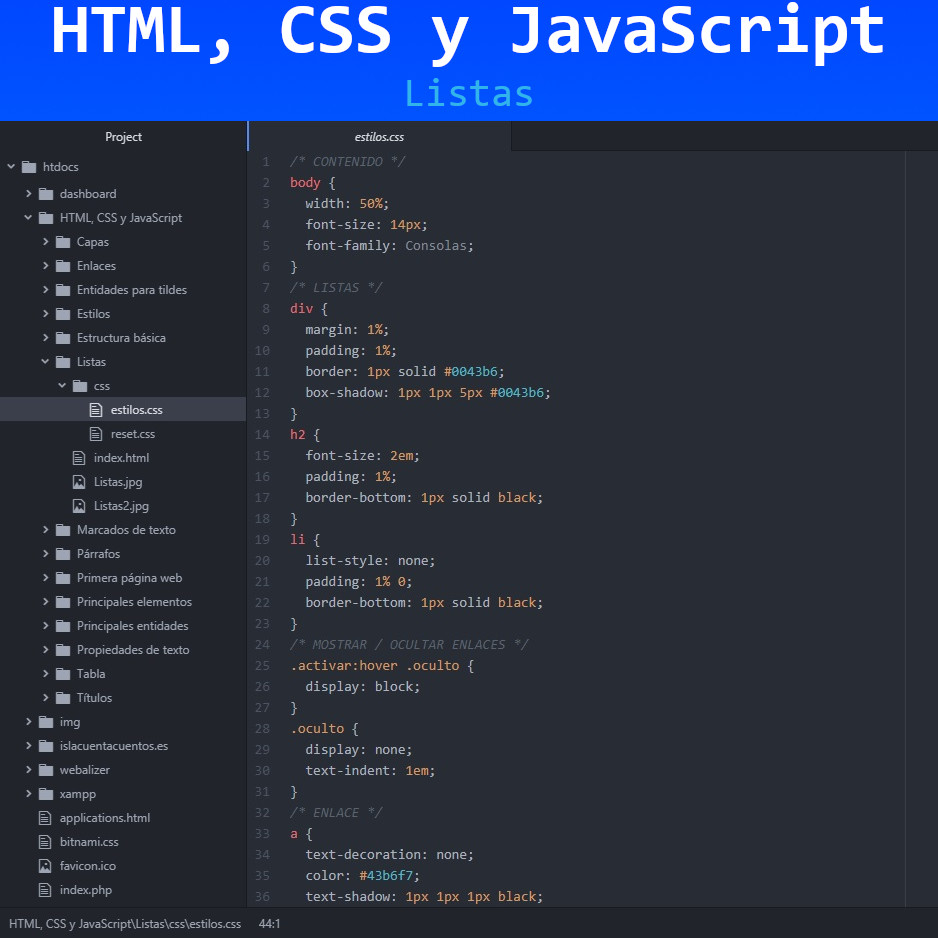 HTML, CSS y JavaScript
Listas
Project
htdocs
dashboard
HTML, CSS y JavaScript
Capas
Enlaces
Entidades para tildes
Estilos
Estructura básica
Listas
css
estilos.css
reset.css
index.html
Listas.jpg
Listas2.jpg
Marcados de texto
Párrafos
Primera página web
Principales elementos
Principales entidades
Propiedades de texto
Tabla
Títulos
img
islacuentacuentos.es
webalizer
xampp
applications.html
bitnami.css
favicon.ico
index.php
estilos.css
1 /* CONTENIDO */
2 body {
3 width: 50%;
4 font-size: 14px;
5 font-family: Consolas;
6 }
7 /* LISTAS */
8 div {
9 margin: 1%;
10 padding: 1%;
11 border: 1px solid #0043b6;
12 box-shadow: 1px 1px 5px #0043b6;
13 }
14 h2 {
15 font-size: 2em;
16 padding: 1%;
17 border-bottom: 1px solid black;
18 }
19 li {
20 list-style: none;
21 padding: 1% 0;
22 border-bottom: 1px solid black;
23 }
24 /* MOSTRAR / OCULTAR ENLACES */
25 .activar:hover .oculto {
26 display: block;
27 }
28 .oculto {
29 display: none;
30 text-indent: 1em;
31 }
32 /* ENLACE */
33 a {
34 text-decoration: none;
35 color: #43b6f7;
36 text-shadow: 1px 1px 1px black;
HTML, CSS y JavaScript\Listas\css\estilos.css 44:1